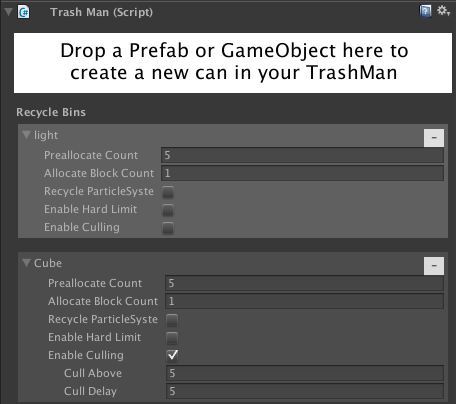 Trash Man (Script)
Drop a Prefab or GameObject here to
create a new can in your TrashMan
Recycle Bins
light
-
Preallocate Count 5
Allocate Block Count 1
Recycle ParticleSyste
Enable Hard Limit
Enable Culling
Cube
-
Preallocate Count 5
Allocate Block Count 1
Recycle ParticleSyste
Enable Hard Limit
Enable Culling
Cull Above 5
Cull Delay 5